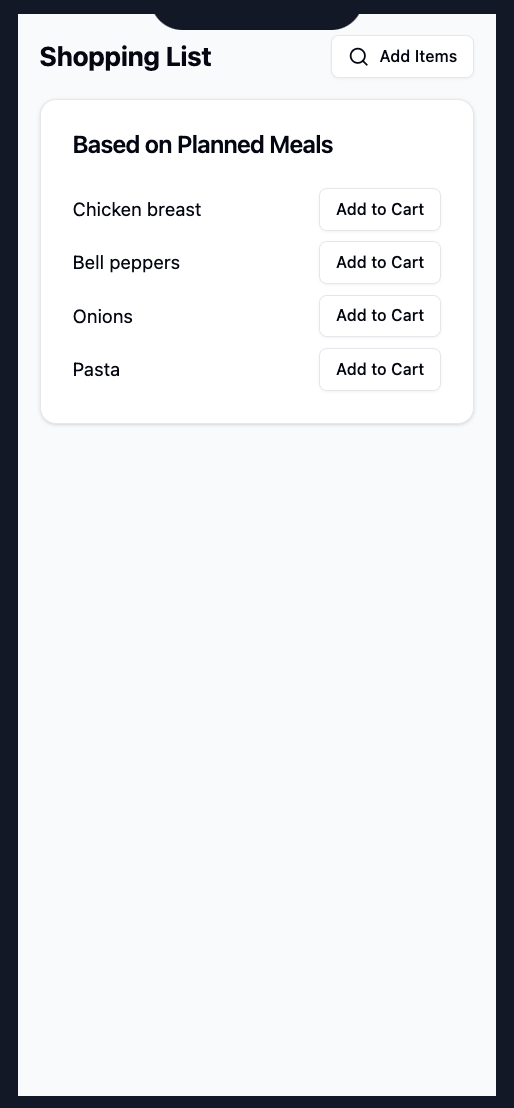 Shopping List
Add Items
Based on Planned Meals
Chicken breast
Add to Cart
Bell peppers
Add to Cart
Onions
Add to Cart
Pasta
Add to Cart